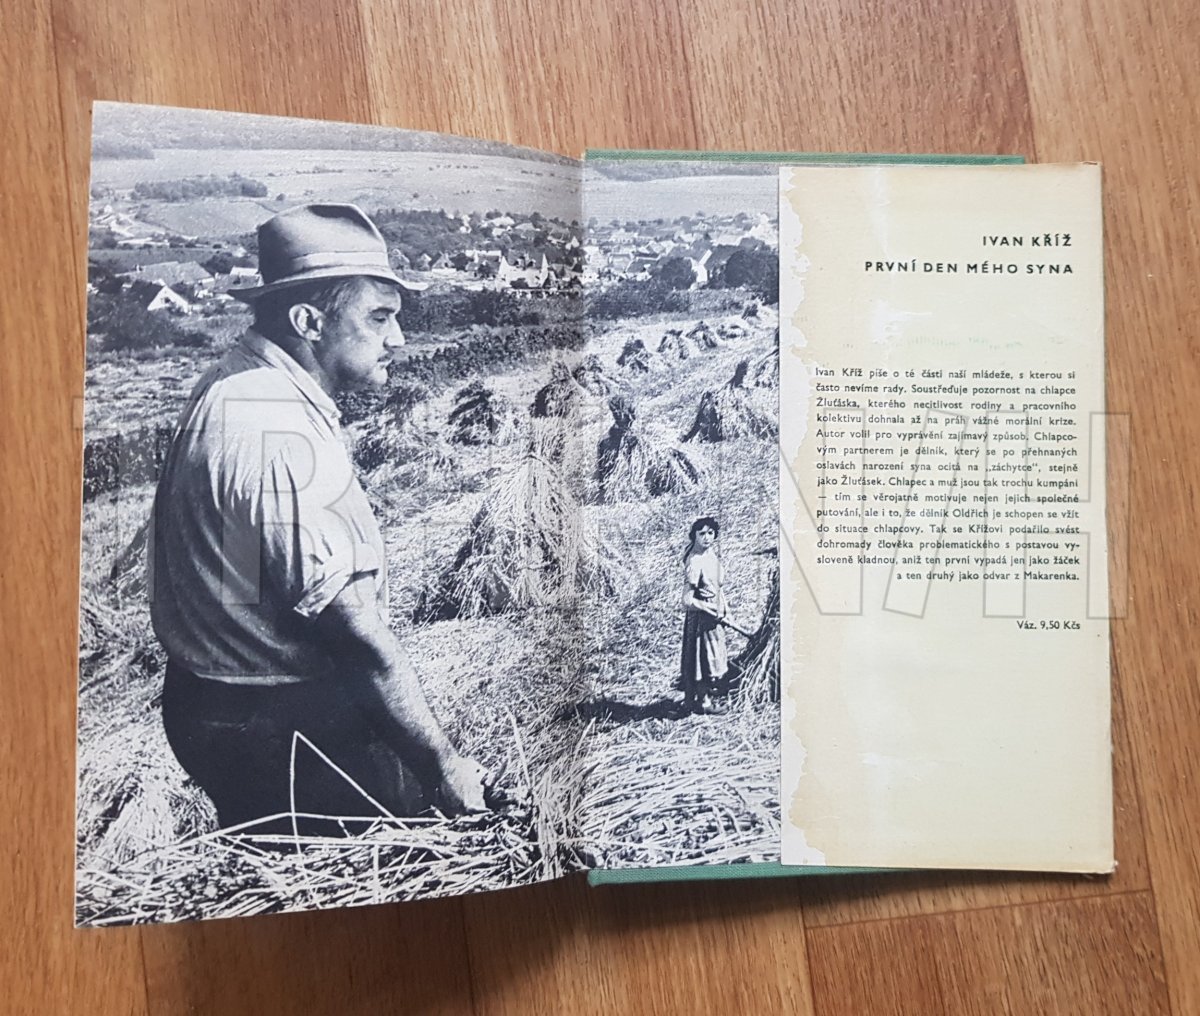 IVAN KŘÍŽ
PRVNÍ DEN MÉHO SYNA
Ivan Kříž píše o té části naší mládeže, s kterou si
často nevíme rady. Soustřeďuje pozornost na chlapce
Žluťáska, kterého necitlivost rodiny a pracovního
kolektivu dohnala až na práh vážné morální krize.
Autor volil pro vyprávění zajímavý způsob. Chlapco-
vým partnerem je dělník, který se po přehnaných
oslavách narození syna ocitá na „záchytce“, stejně
jako Žluťásek. Chlapec a muž jsou tak trochu kumpáni
— tím se věrojatně motivuje nejen jejich společné
putování, ale i to, že dělník Oldřich je schopen se vžít
do situace chlapcovy. Tak se Křížovi podařilo svést
dohromady člověka problematického s postavou vy-
sloveně kladnou, aniž ten první vypadá jen jako žáček
a ten druhý jako odvar z Makarenka.
Váz. 9,50 Kčs